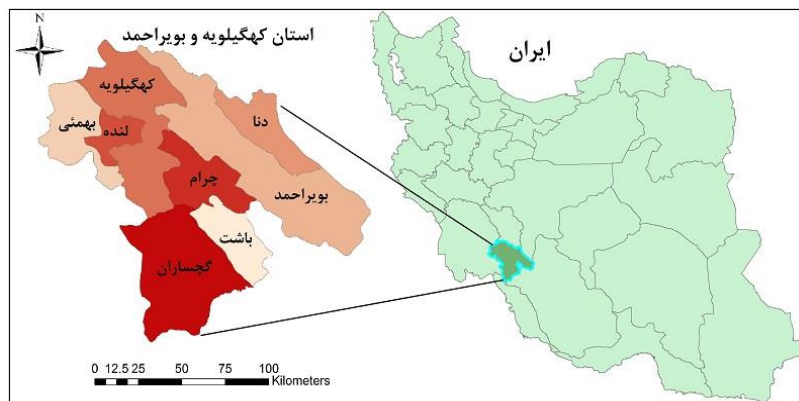 استان کهگیلویه و بویراحمد
ایران
N
کهگیلویه
دنا
بهمئی
لنده
چرام
بویراحمد
باشت
گچساران
0 12.5 25 50 75 100
Kilometers